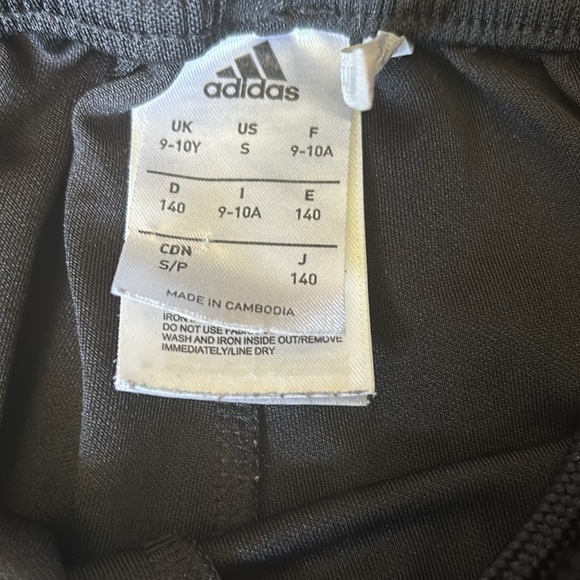 adidas
UK US F
9-10Y S 9-10A
D I E
140 9-10A 140
CDN J
S/P 140
MADE IN CAMBODIA
IRON
DO NOT USE
WASH AND IRON INSIDE OUT/REMOVE
IMMEDIATELY/LINE DRY